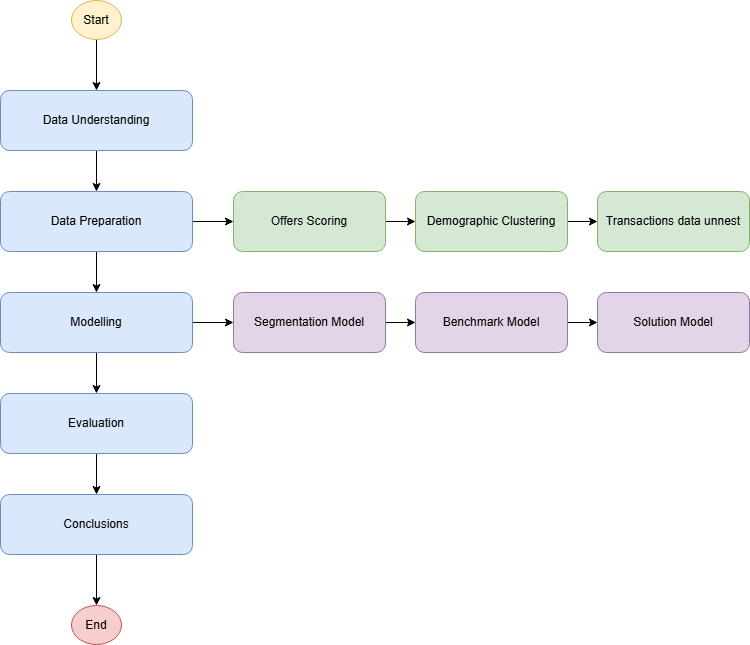 Start
Data Understanding
Data Preparation
Offers Scoring
Demographic Clustering
Transactions data unnest
Modelling
Segmentation Model
Benchmark Model
Solution Model
Evaluation
Conclusions
End